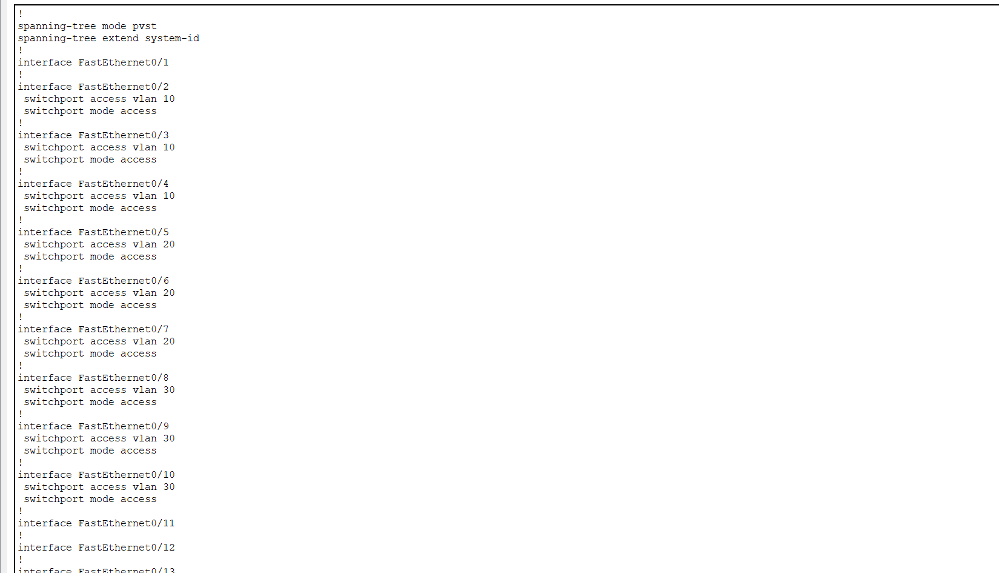 !
spanning-tree mode pvst
spanning-tree extend system-id
!
interface FastEthernet0/1
!
interface FastEthernet0/2
 switchport access vlan 10
 switchport mode access
!
interface FastEthernet0/3
 switchport access vlan 10
 switchport mode access
!
interface FastEthernet0/4
 switchport access vlan 10
 switchport mode access
!
interface FastEthernet0/5
 switchport access vlan 20
 switchport mode access
!
interface FastEthernet0/6
 switchport access vlan 20
 switchport mode access
!
interface FastEthernet0/7
 switchport access vlan 20
 switchport mode access
!
interface FastEthernet0/8
 switchport access vlan 30
 switchport mode access
!
interface FastEthernet0/9
 switchport access vlan 30
 switchport mode access
!
interface FastEthernet0/10
 switchport access vlan 30
 switchport mode access
!
interface FastEthernet0/11
!
interface FastEthernet0/12
!
interface FastEthernet0/13